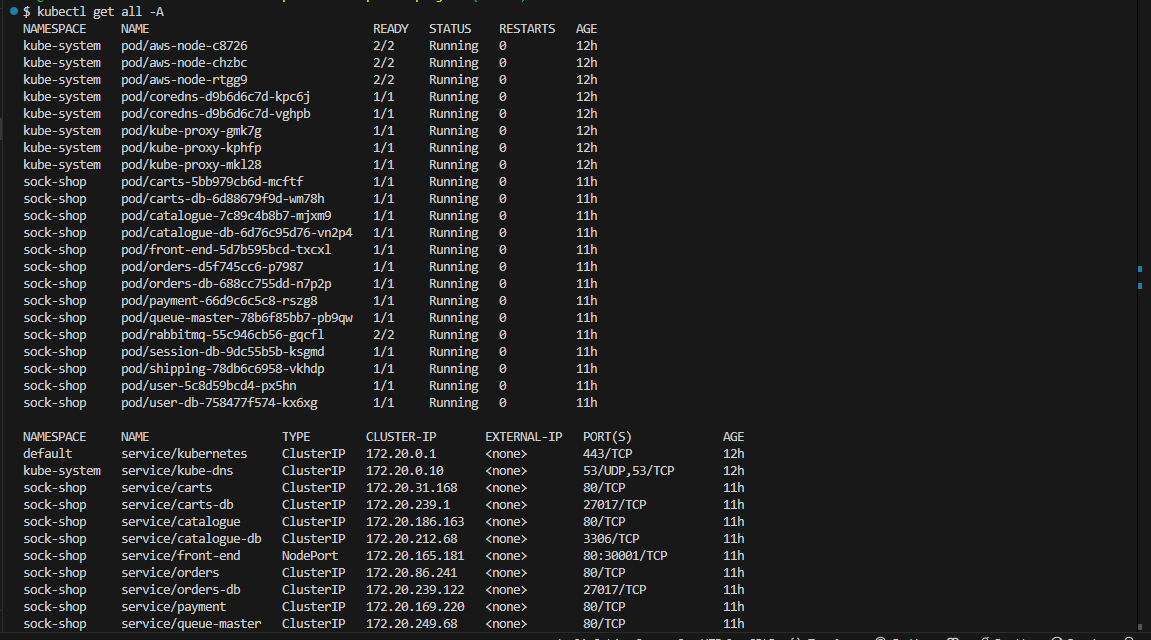 $ kubectl get all -A
NAMESPACE NAME READY STATUS RESTARTS AGE
kube-system pod/aws-node-c8726 2/2 Running 0 12h
kube-system pod/aws-node-chzbc 2/2 Running 0 12h
kube-system pod/aws-node-rtgg9 2/2 Running 0 12h
kube-system pod/coredns-d9b6d6c7d-kpc6j 1/1 Running 0 12h
kube-system pod/coredns-d9b6d6c7d-vghpb 1/1 Running 0 12h
kube-system pod/kube-proxy-gmk7g 1/1 Running 0 12h
kube-system pod/kube-proxy-kphfp 1/1 Running 0 12h
kube-system pod/kube-proxy-mkl28 1/1 Running 0 12h
sock-shop pod/carts-5bb979cb6d-mcftf 1/1 Running 0 11h
sock-shop pod/carts-db-6d88679f9d-wm78h 1/1 Running 0 11h
sock-shop pod/catalogue-7c89c4b8b7-mjxm9 1/1 Running 0 11h
sock-shop pod/catalogue-db-6d76c95d76-vn2p4 1/1 Running 0 11h
sock-shop pod/front-end-5d7b595bcd-txcxl 1/1 Running 0 11h
sock-shop pod/orders-d5f745cc6-p7987 1/1 Running 0 11h
sock-shop pod/orders-db-688cc755dd-n7p2p 1/1 Running 0 11h
sock-shop pod/payment-66d9c6c5c8-rszg8 1/1 Running 0 11h
sock-shop pod/queue-master-78b6f85bb7-pb9qw 1/1 Running 0 11h
sock-shop pod/rabbitmq-55c946cb56-gqcfl 2/2 Running 0 11h
sock-shop pod/session-db-9dc55b5b-ksgmd 1/1 Running 0 11h
sock-shop pod/shipping-78db6c6958-vkhdp 1/1 Running 0 11h
sock-shop pod/user-5c8d59bcd4-px5hn 1/1 Running 0 11h
sock-shop pod/user-db-758477f574-kx6xg 1/1 Running 0 11h
NAMESPACE NAME TYPE CLUSTER-IP EXTERNAL-IP PORT(S) AGE
default service/kubernetes ClusterIP 172.20.0.1 <none> 443/TCP 12h
kube-system service/kube-dns ClusterIP 172.20.0.10 <none> 53/UDP,53/TCP 12h
sock-shop service/carts ClusterIP 172.20.31.168 <none> 80/TCP 11h
sock-shop service/carts-db ClusterIP 172.20.239.1 <none> 27017/TCP 11h
sock-shop service/catalogue ClusterIP 172.20.186.163 <none> 80/TCP 11h
sock-shop service/catalogue-db ClusterIP 172.20.212.68 <none> 3306/TCP 11h
sock-shop service/front-end NodePort 172.20.165.181 <none> 80:30001/TCP 11h
sock-shop service/orders ClusterIP 172.20.86.241 <none> 80/TCP 11h
sock-shop service/orders-db ClusterIP 172.20.239.122 <none> 27017/TCP 11h
sock-shop service/payment ClusterIP 172.20.169.220 <none> 80/TCP 11h
sock-shop service/queue-master ClusterIP 172.20.249.68 <none> 80/TCP 11h